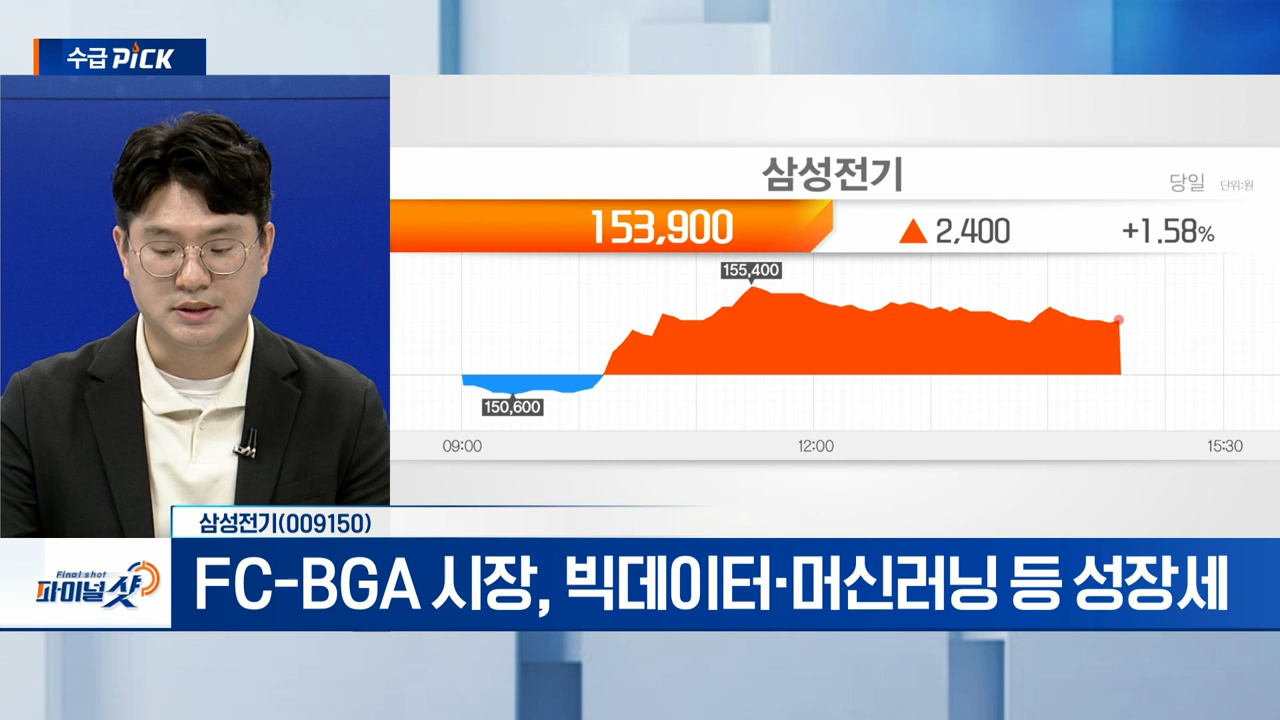 수급 PiCK
삼성전기
당일 단위:원
153,900 ▲ 2,400 +1.58%
155,400
150,600
09:00 12:00 15:30
삼성전기(009150)
Final shot
파이널샷
FC-BGA 시장, 빅데이터·머신러닝 등 성장세